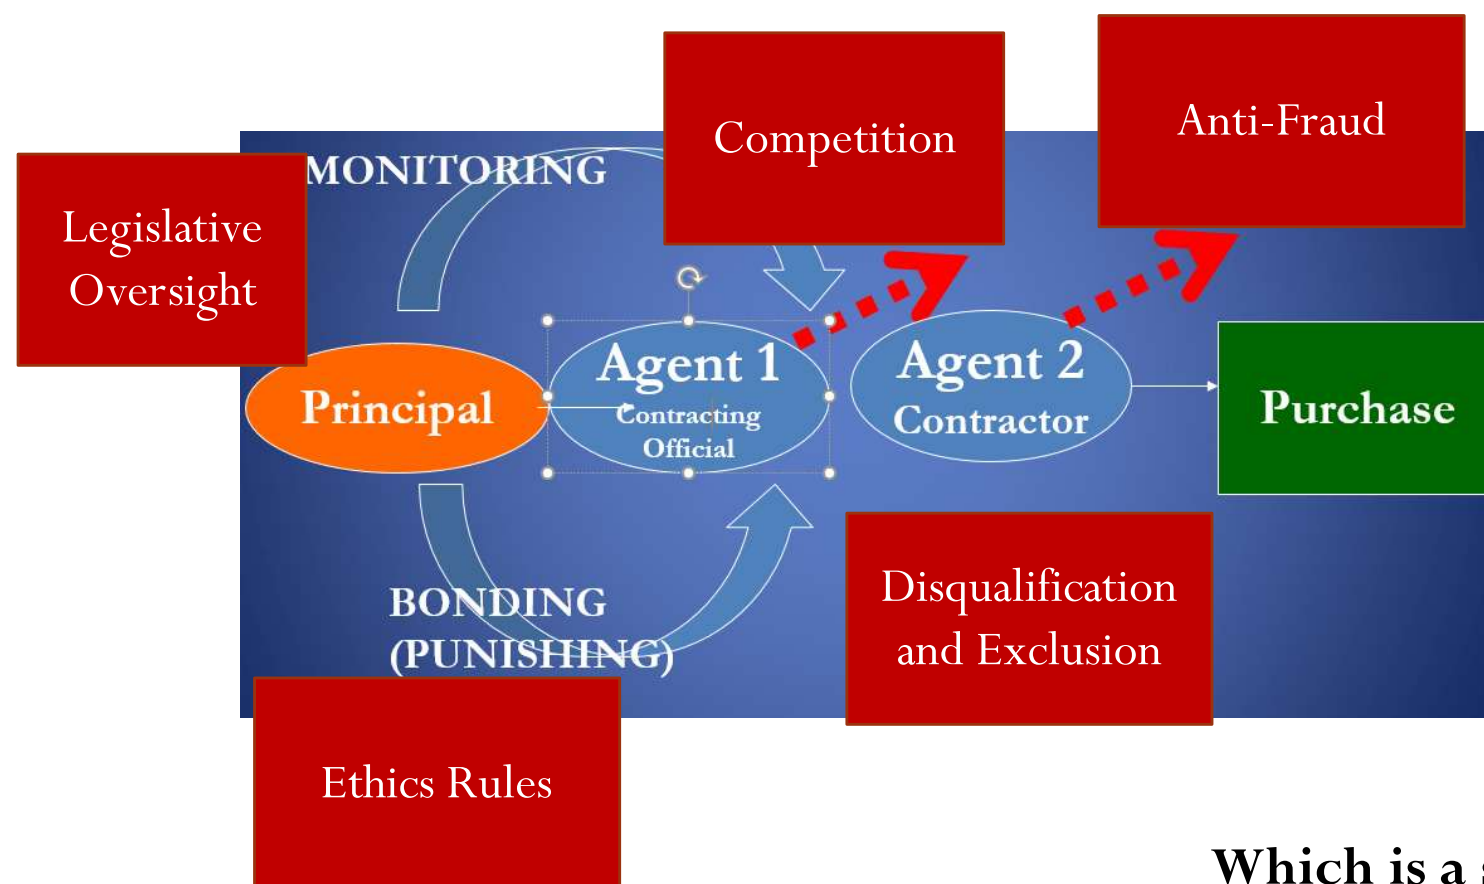 Competition
Anti-Fraud
MONITORING
Legislative
Oversight
Principal
Agent 1
Contracting
Official
Agent 2
Contractor
Purchase
BONDING
(PUNISHING)
Disqualification
and Exclusion
Ethics Rules
Which is a